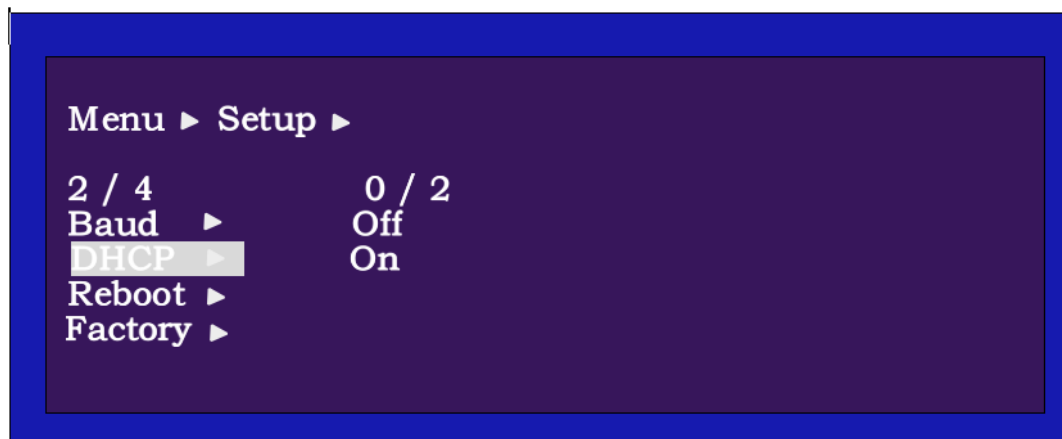 Menu ▶ Setup ▶
2 / 4 0 / 2
Baud ▶ Off
DHCP ▶ On
Reboot ▶
Factory ▶